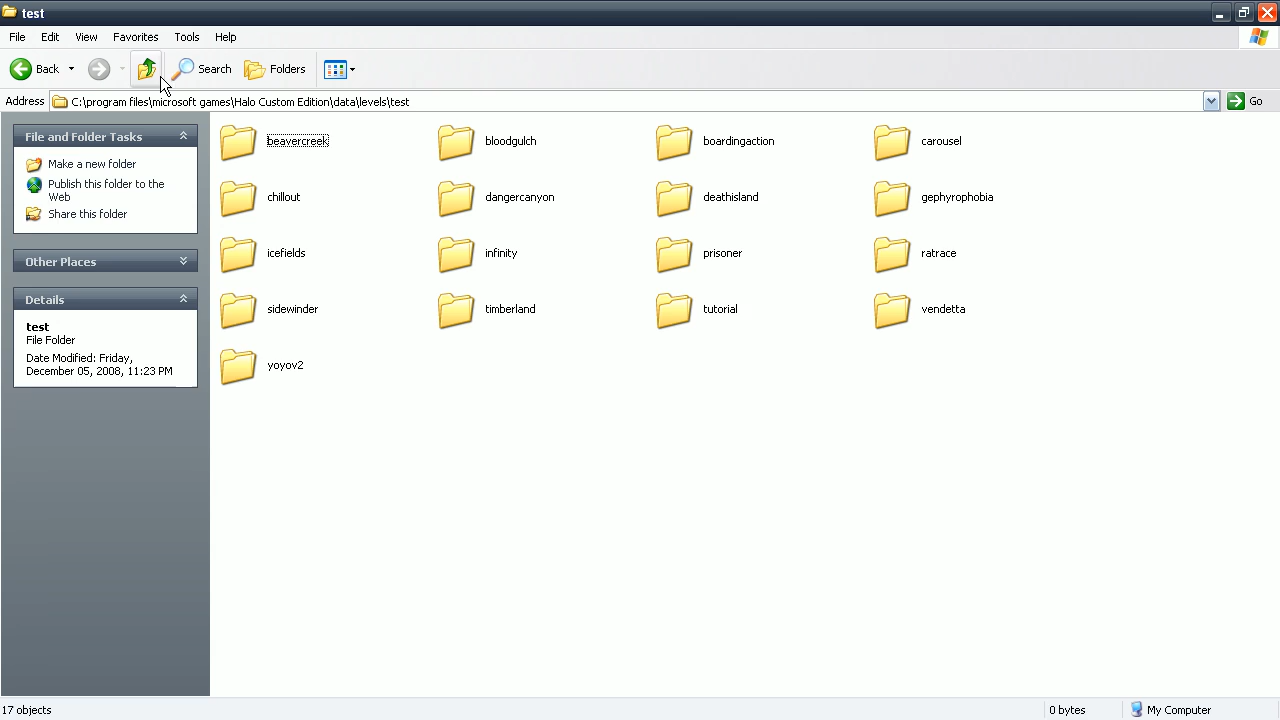 test
File Edit View Favorites Tools Help
Back Search Folders
Address C:\program files\microsoft games\Halo Custom Edition\data\levels\test Go
File and Folder Tasks
Make a new folder
Publish this folder to the
Web
Share this folder
Other Places
Details
test
File Folder
Date Modified: Friday,
December 05, 2008, 11:23 PM
beavercreek bloodgulch boardingaction carousel
chillout dangercanyon deathisland gephyrophobia
icefields infinity prisoner ratrace
sidewinder timberland tutorial vendetta
yoyov2
17 objects 0 bytes My Computer